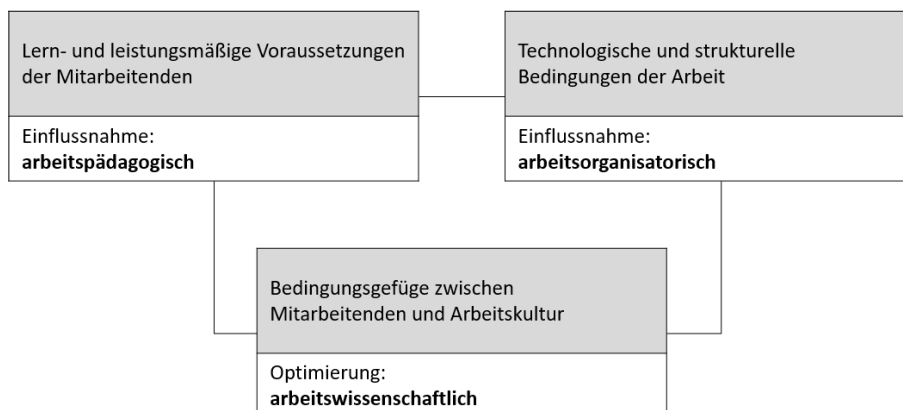 Lern- und leistungsmäßige Voraussetzungen
der Mitarbeitenden
Einflussnahme:
arbeitspädagogisch
Technologische und strukturelle
Bedingungen der Arbeit
Einflussnahme:
arbeitsorganisatorisch
Bedingungsgefüge zwischen
Mitarbeitenden und Arbeitskultur
Optimierung:
arbeitswissenschaftlich